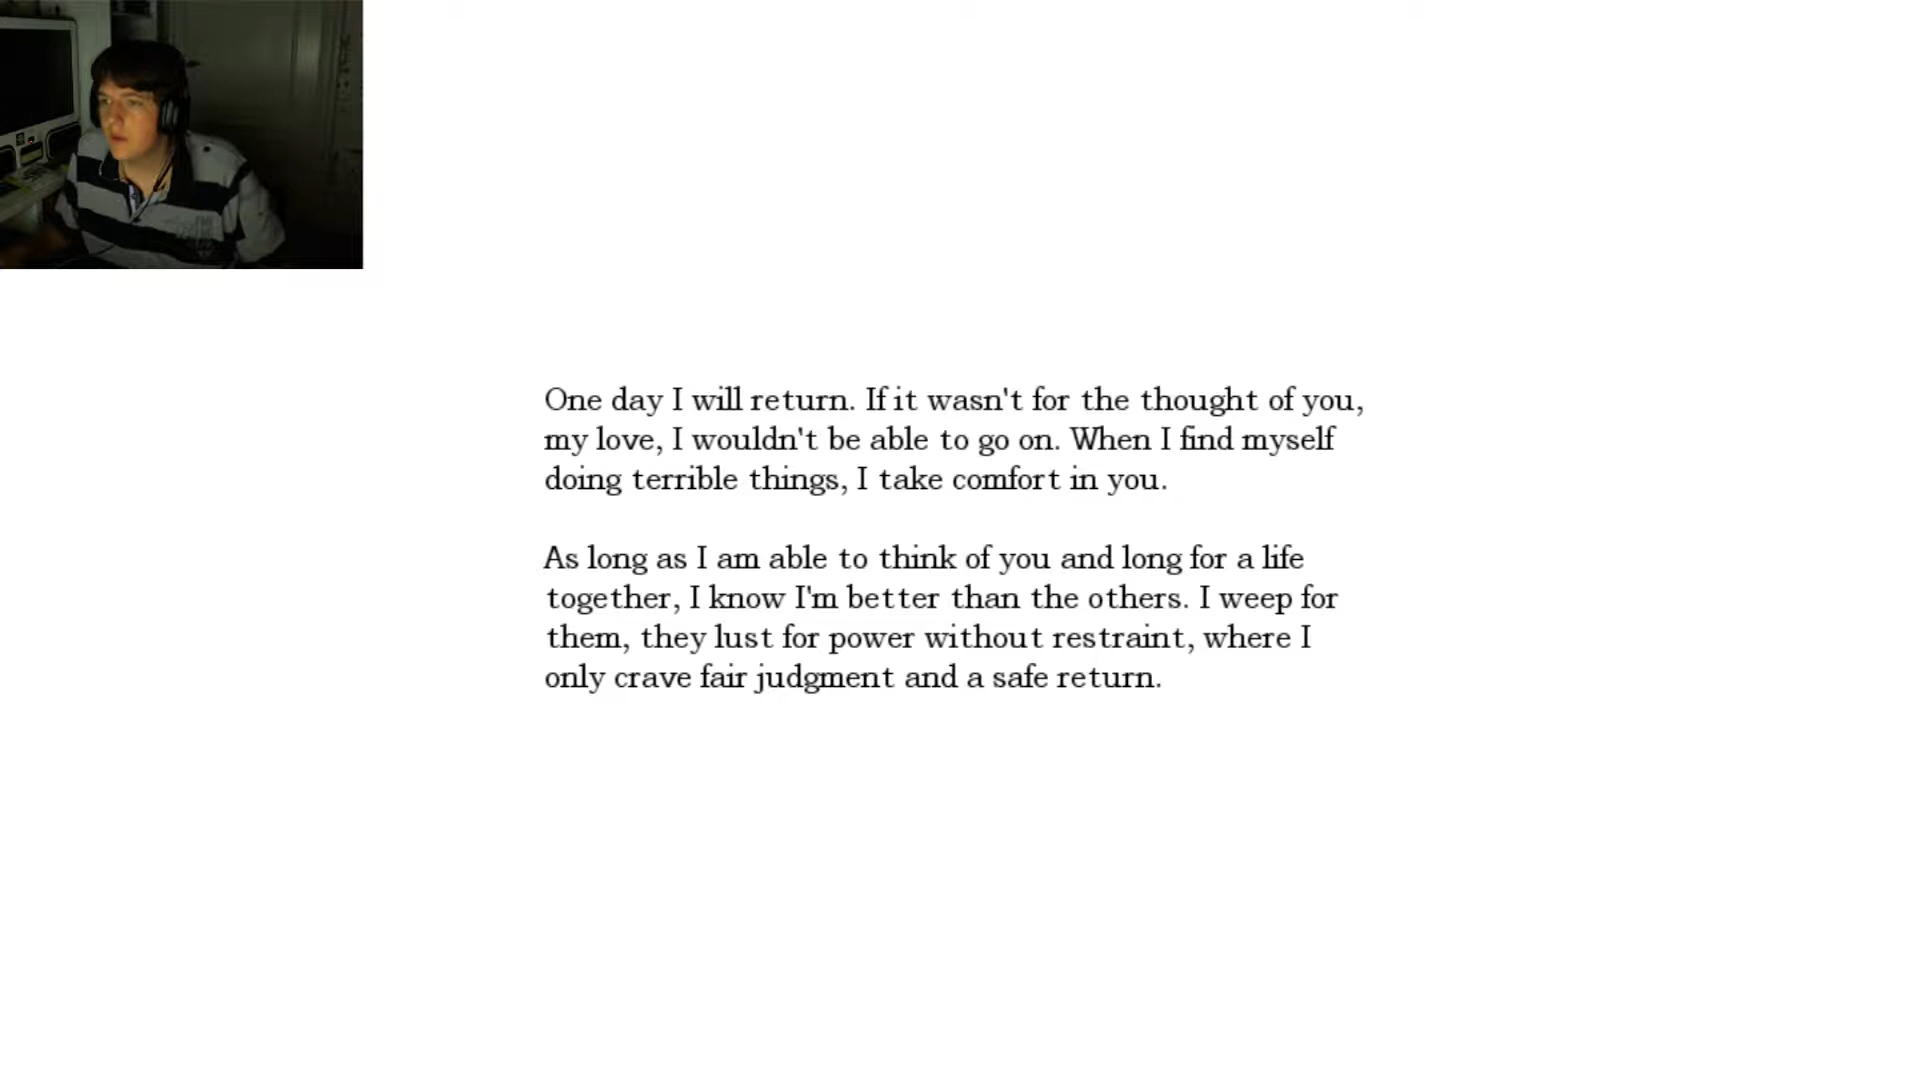 One day I will return. If it wasn't for the thought of you,
my love, I wouldn't be able to go on. When I find myself
doing terrible things, I take comfort in you.
As long as I am able to think of you and long for a life
together, I know I'm better than the others. I weep for
them, they lust for power without restraint, where I
only crave fair judgment and a safe return.